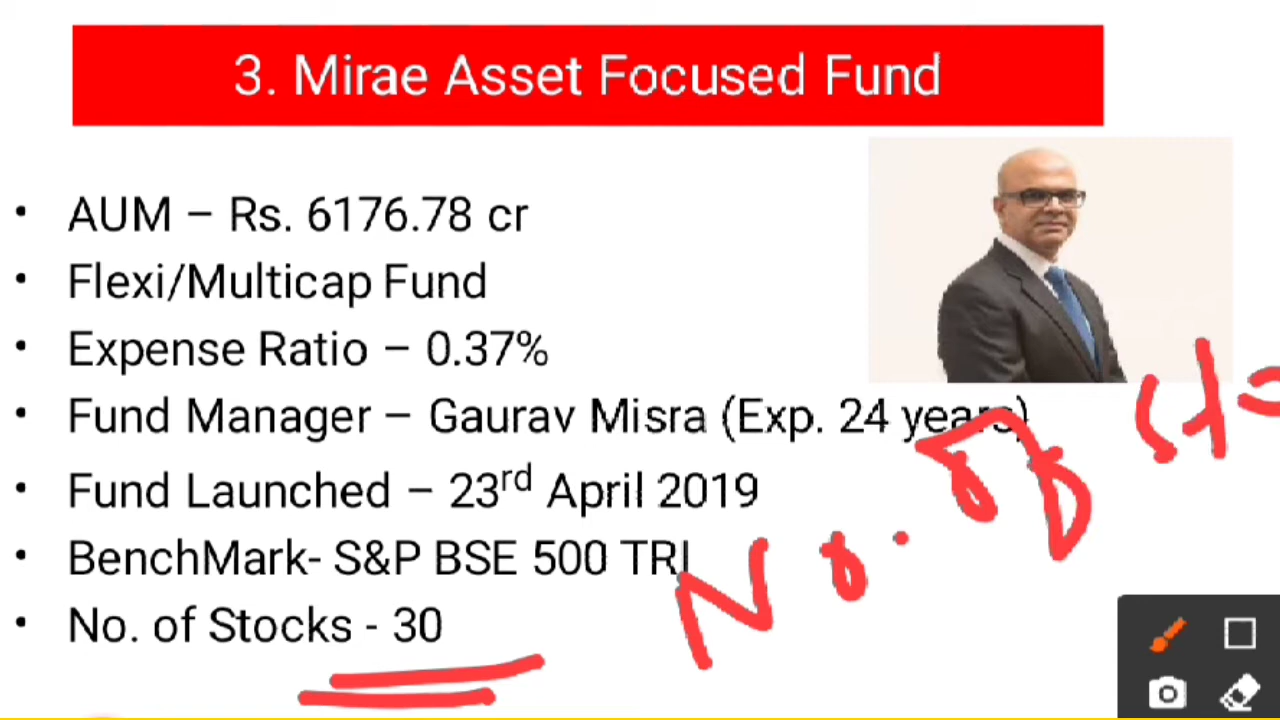 3. Mirae Asset Focused Fund
• AUM – Rs. 6176.78 cr
• Flexi/Multicap Fund
• Expense Ratio – 0.37%
• Fund Manager – Gaurav Misra (Exp. 24 years)
• Fund Launched – 23rd April 2019
• BenchMark- S&P BSE 500 TRI
• No. of Stocks - 30
No. of sto